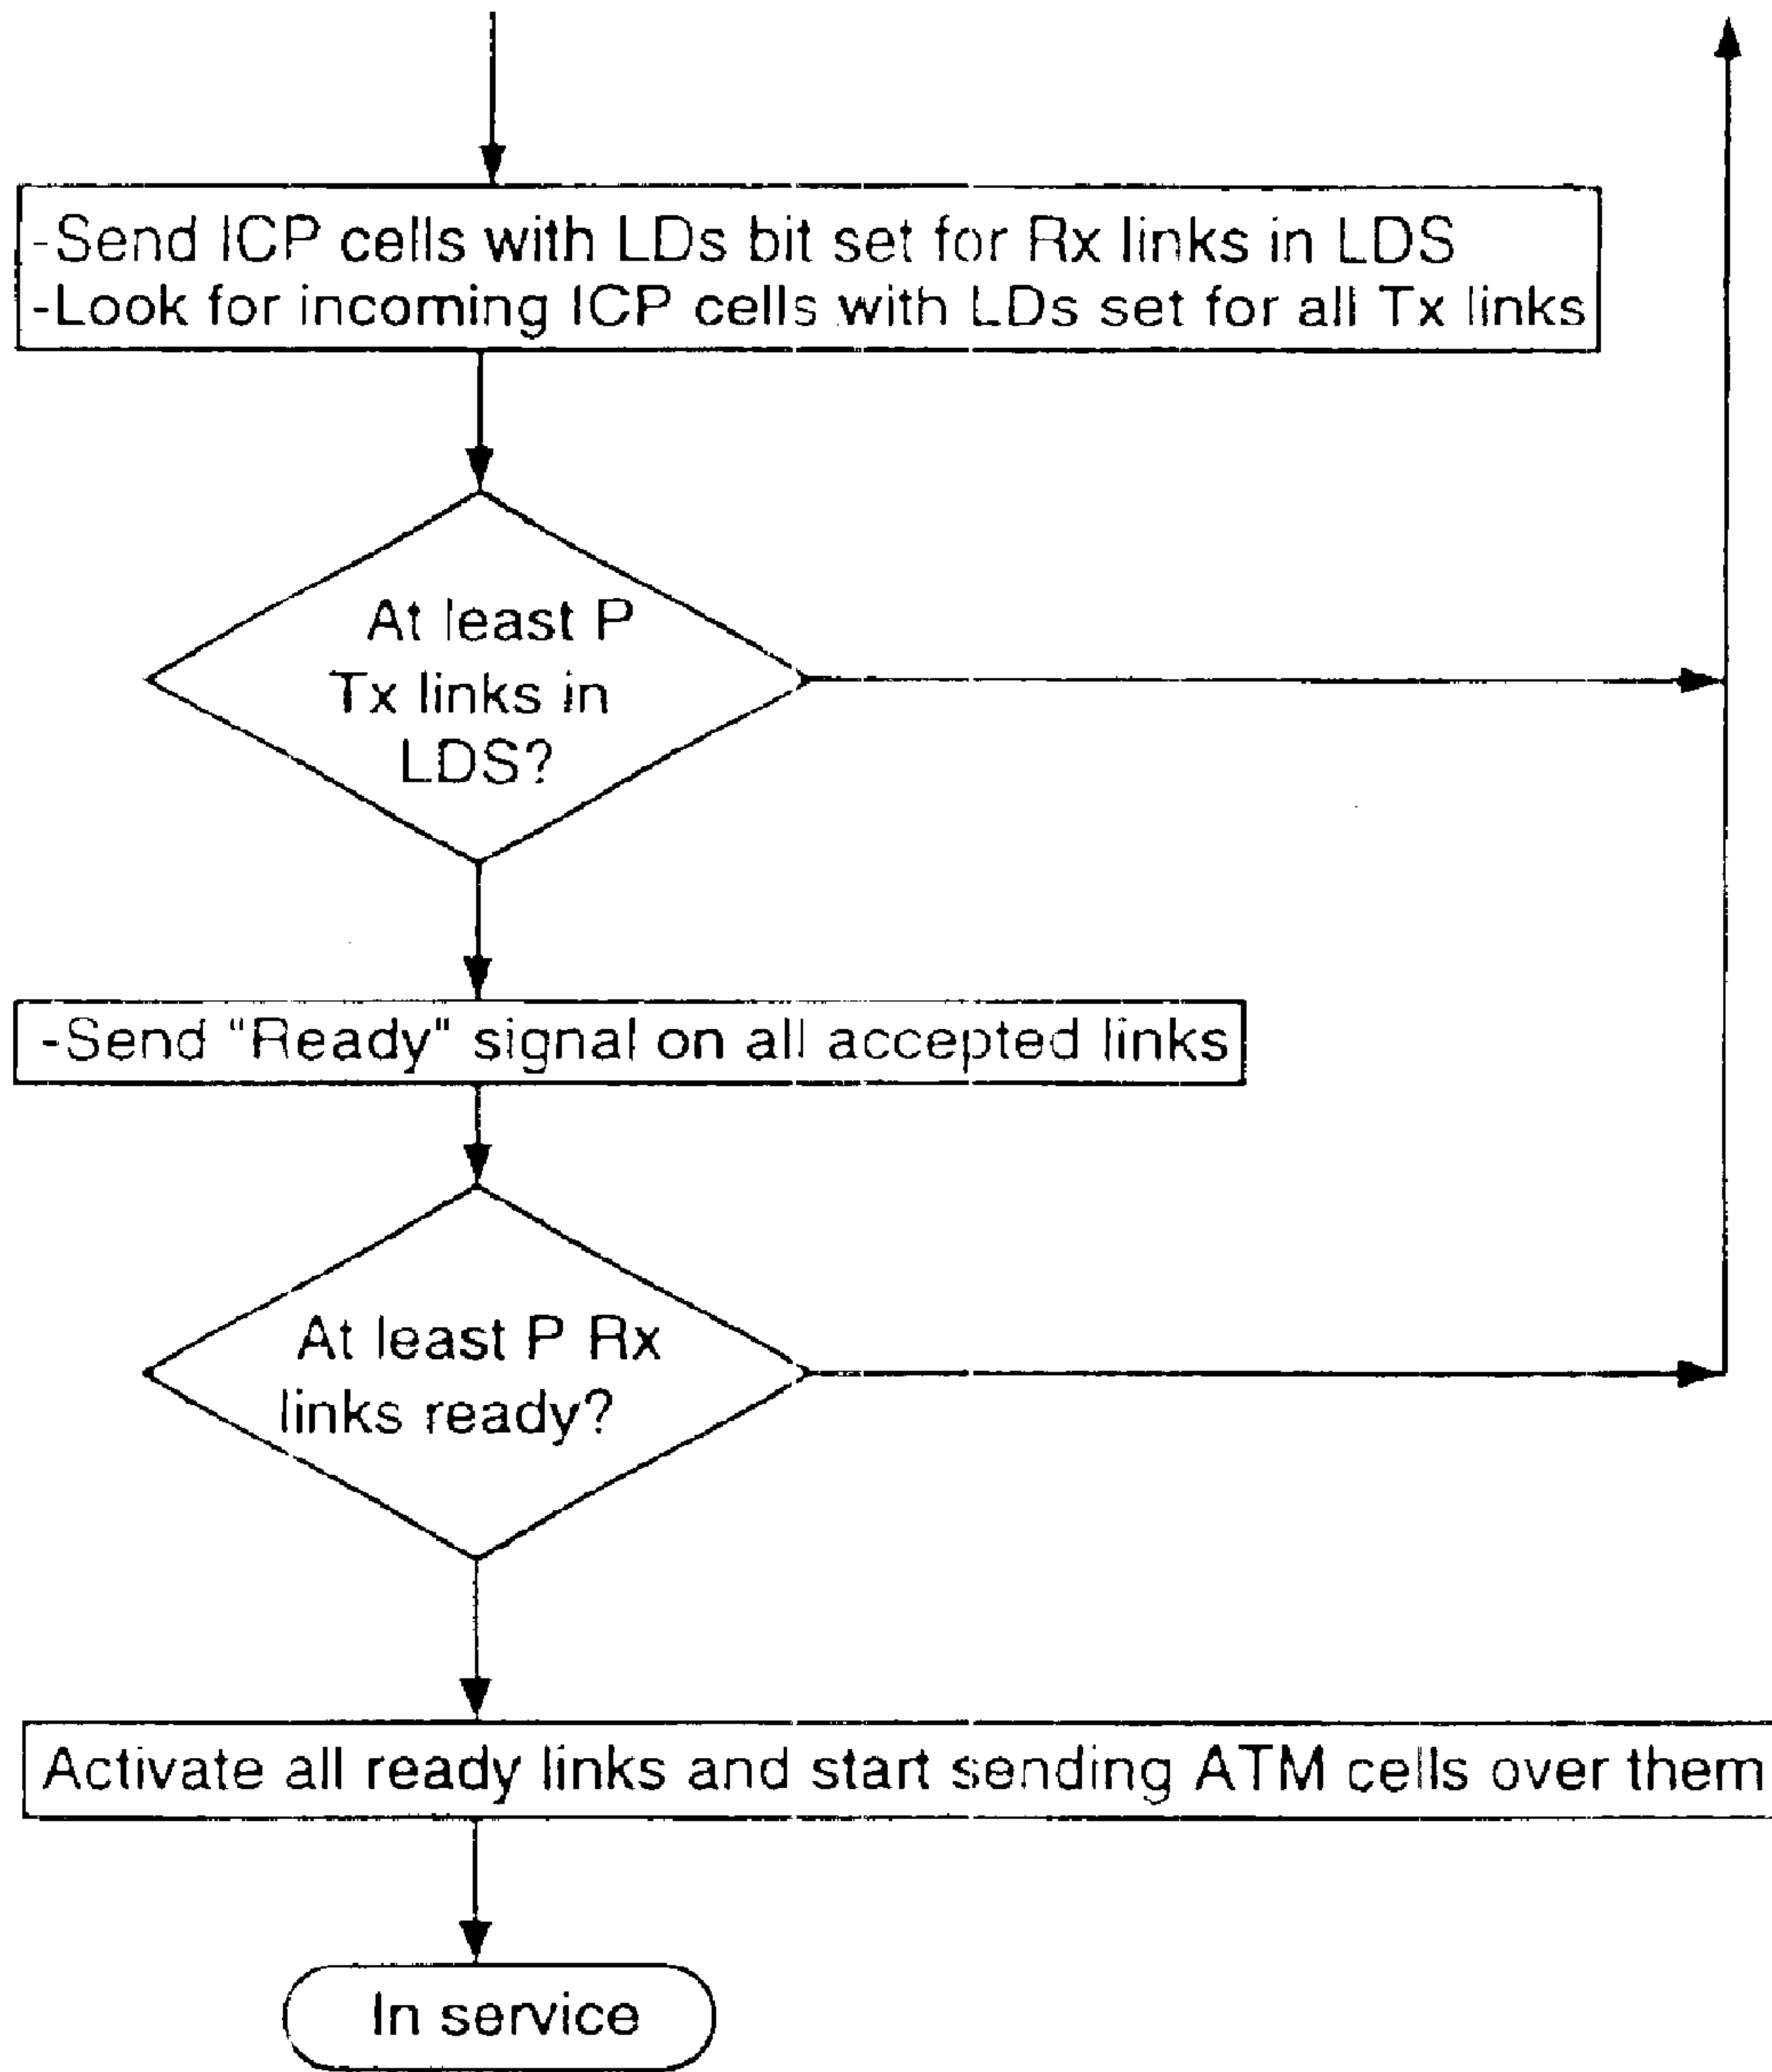 -Send ICP cells with LDs bit set for Rx links in LDS
-Look for incoming ICP cells with LDs set for all Tx links
At least P
Tx links in
LDS?
-Send "Ready" signal on all accepted links
At least P Rx
links ready?
Activate all ready links and start sending ATM cells over them
In service